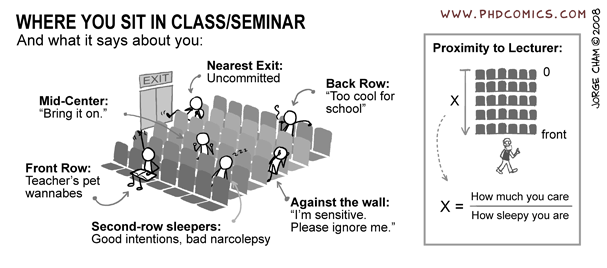 WHERE YOU SIT IN CLASS/SEMINAR
And what it says about you:
WWW.PHDCOMICS.COM
JORGE CHAM © 2008
EXIT
Nearest Exit:
Uncommitted
Back Row:
"Too cool for
school"
Mid-Center:
"Bring it on."
Front Row:
Teacher's pet
wannabes
zzz
Second-row sleepers:
Good intentions, bad narcolepsy
Against the wall:
"I'm sensitive.
Please ignore me."
Proximity to Lecturer:
0
X
front
X = How much you care
How sleepy you are